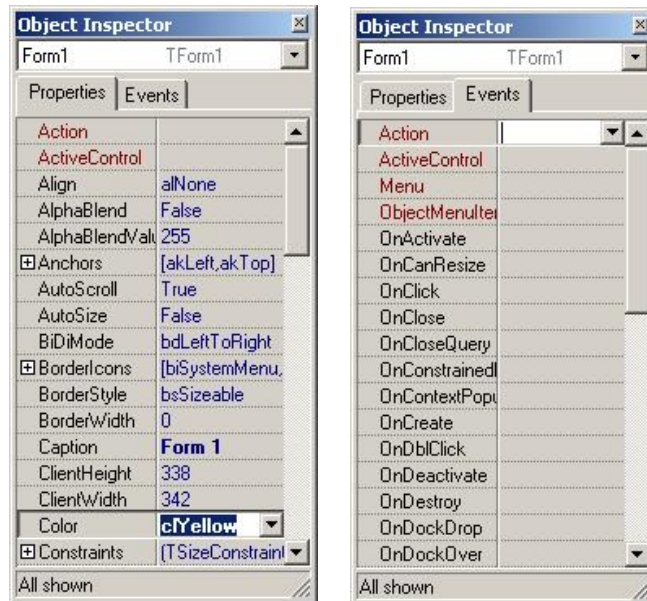 Object Inspector
Form1 TForm1
Properties Events
Action
ActiveControl
Align alNone
AlphaBlend False
AlphaBlendValu 255
Anchors [akLeft,akTop]
AutoScroll True
AutoSize False
BiDiMode bdLeftToRight
BorderIcons [biSystemMenu,
BorderStyle bsSizeable
BorderWidth 0
Caption Form 1
ClientHeight 338
ClientWidth 342
Color clYellow
Constraints (TSizeConstraint
All shown
Object Inspector
Form1 TForm1
Properties Events
Action
ActiveControl
Menu
ObjectMenuIte
OnActivate
OnCanResize
OnClick
OnClose
OnCloseQuery
OnConstrainedI
OnContextPopu
OnCreate
OnDblClick
OnDeactivate
OnDestroy
OnDockDrop
OnDockOver
All shown